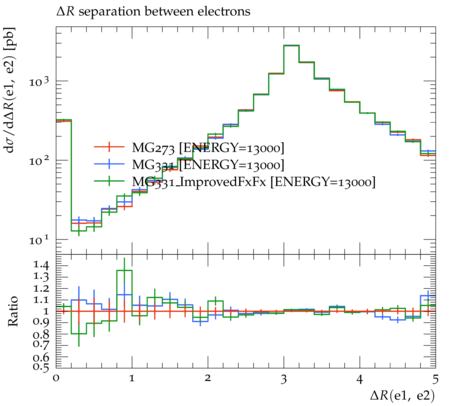 ΔR separation between electrons
dσ/dΔR(e1, e2) [pb]
10³
10²
10¹
MG273 [ENERGY=13000]
MG331 [ENERGY=13000]
MG331_ImprovedFxFx [ENERGY=13000]
Ratio
1.4
1.3
1.2
1.1
1
0.9
0.8
0.7
0.6
0.5
0 1 2 3 4 5
ΔR(e1, e2)